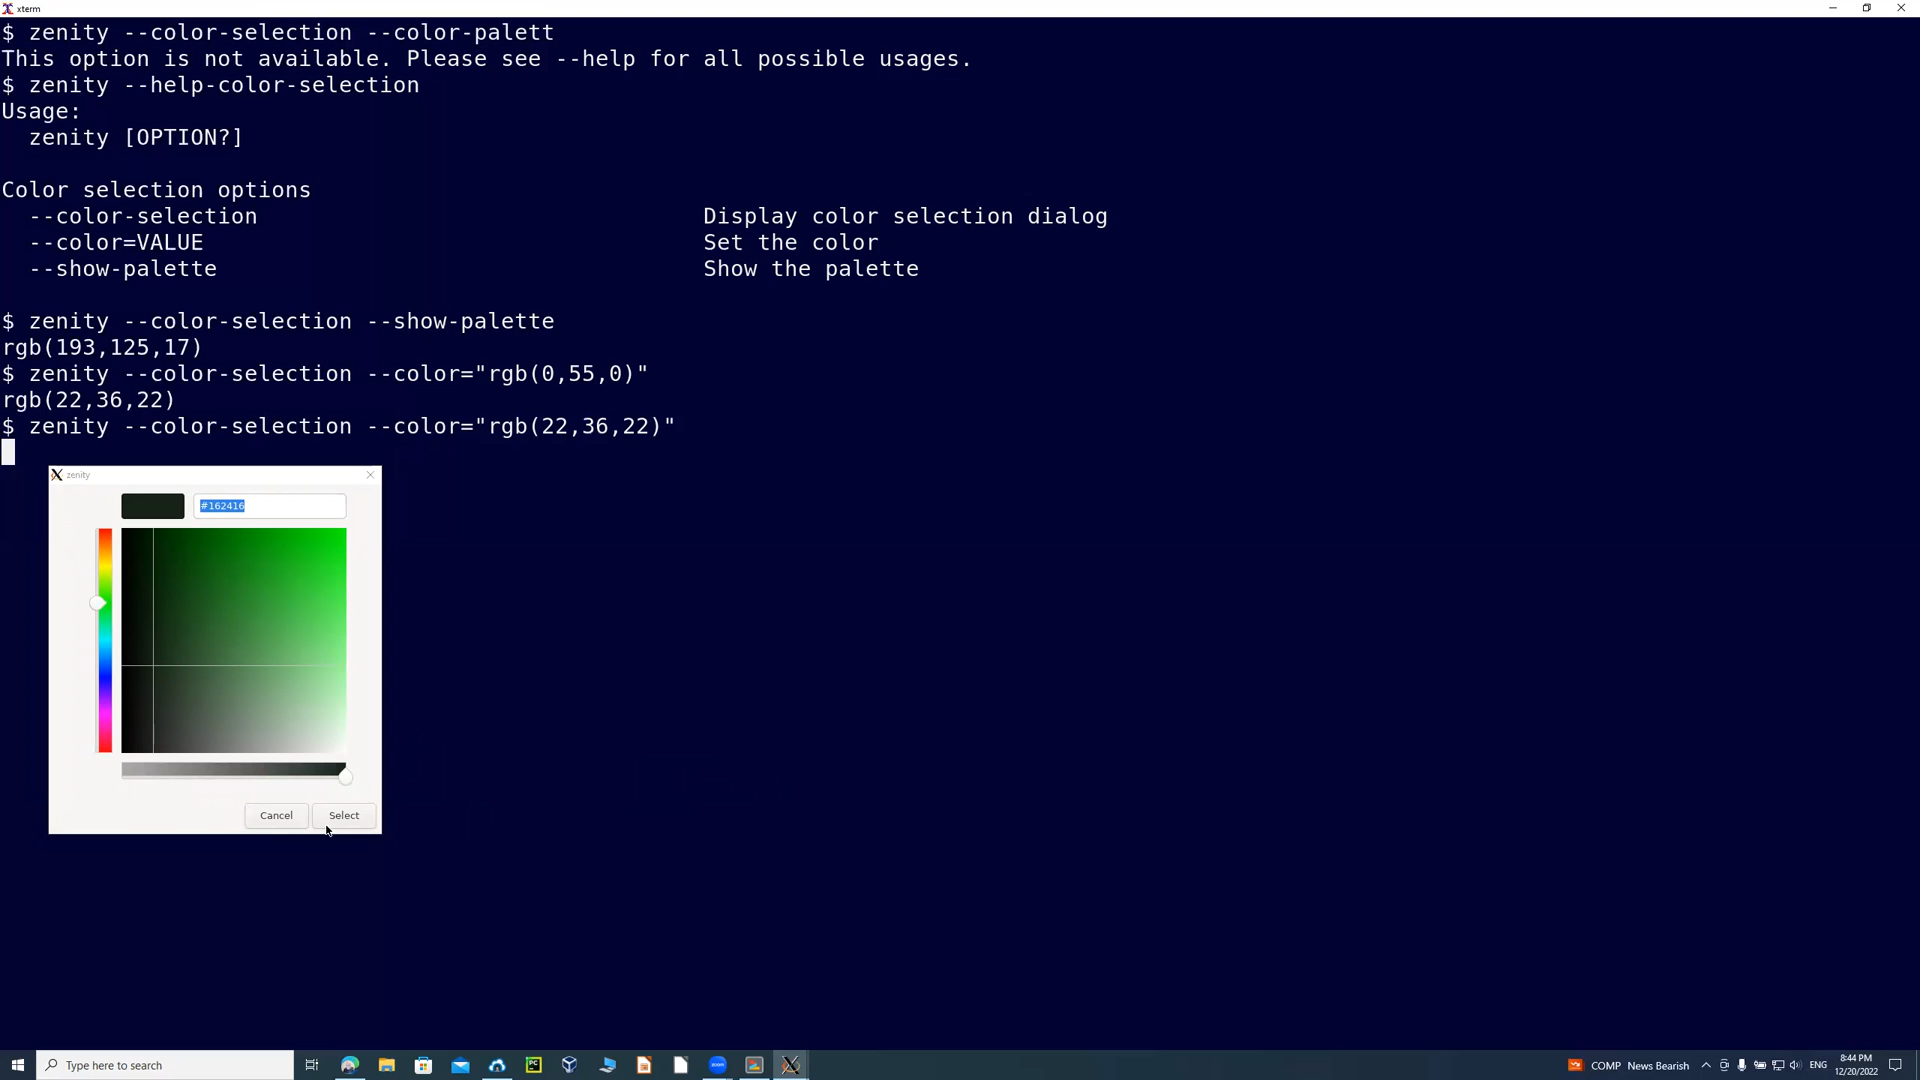 xterm
$ zenity --color-selection --color-palett
This option is not available. Please see --help for all possible usages.
$ zenity --help-color-selection
Usage:
  zenity [OPTION?]
Color selection options
  --color-selection                                 Display color selection dialog
  --color=VALUE                                     Set the color
  --show-palette                                    Show the palette
$ zenity --color-selection --show-palette
rgb(193,125,17)
$ zenity --color-selection --color="rgb(0,55,0)"
rgb(22,36,22)
$ zenity --color-selection --color="rgb(22,36,22)"
zenity
#162416
Cancel Select
Type here to search
PC
zoom
COMP News Bearish
ENG
8:44 PM
12/20/2022